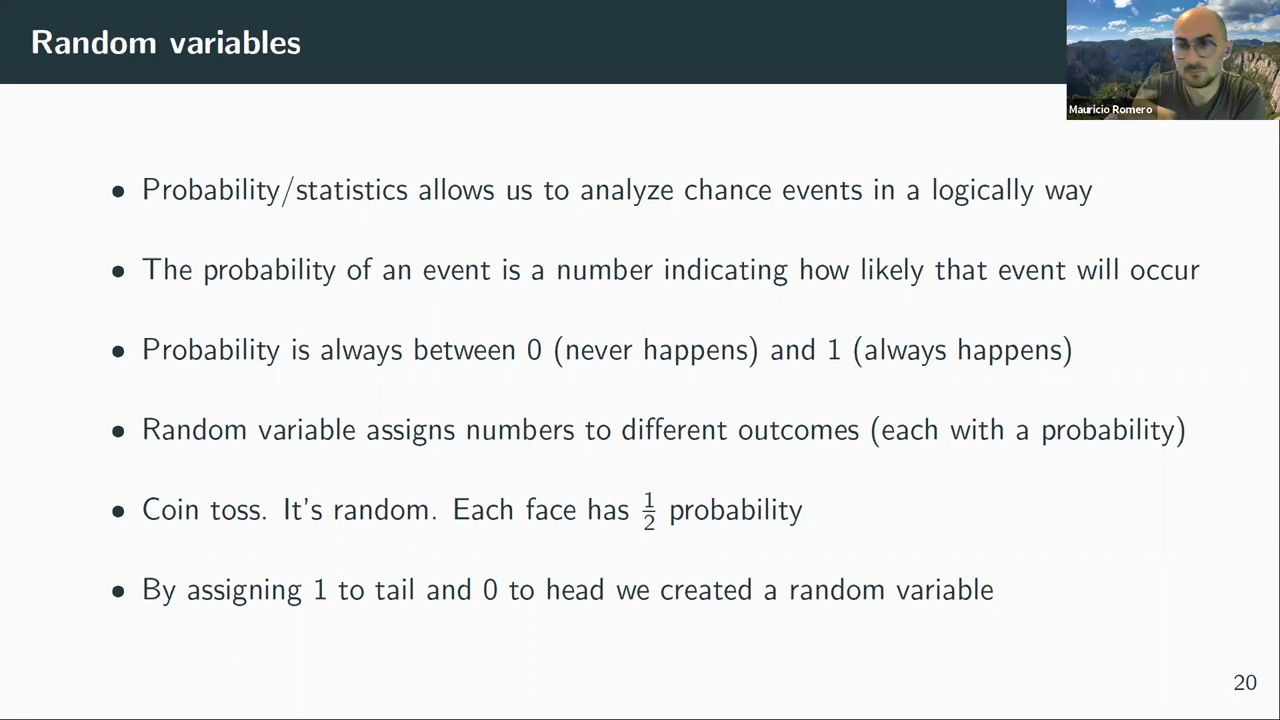 Random variables
Mauricio Romero
• Probability/statistics allows us to analyze chance events in a logically way
• The probability of an event is a number indicating how likely that event will occur
• Probability is always between 0 (never happens) and 1 (always happens)
• Random variable assigns numbers to different outcomes (each with a probability)
• Coin toss. It's random. Each face has 1/2 probability
• By assigning 1 to tail and 0 to head we created a random variable
20